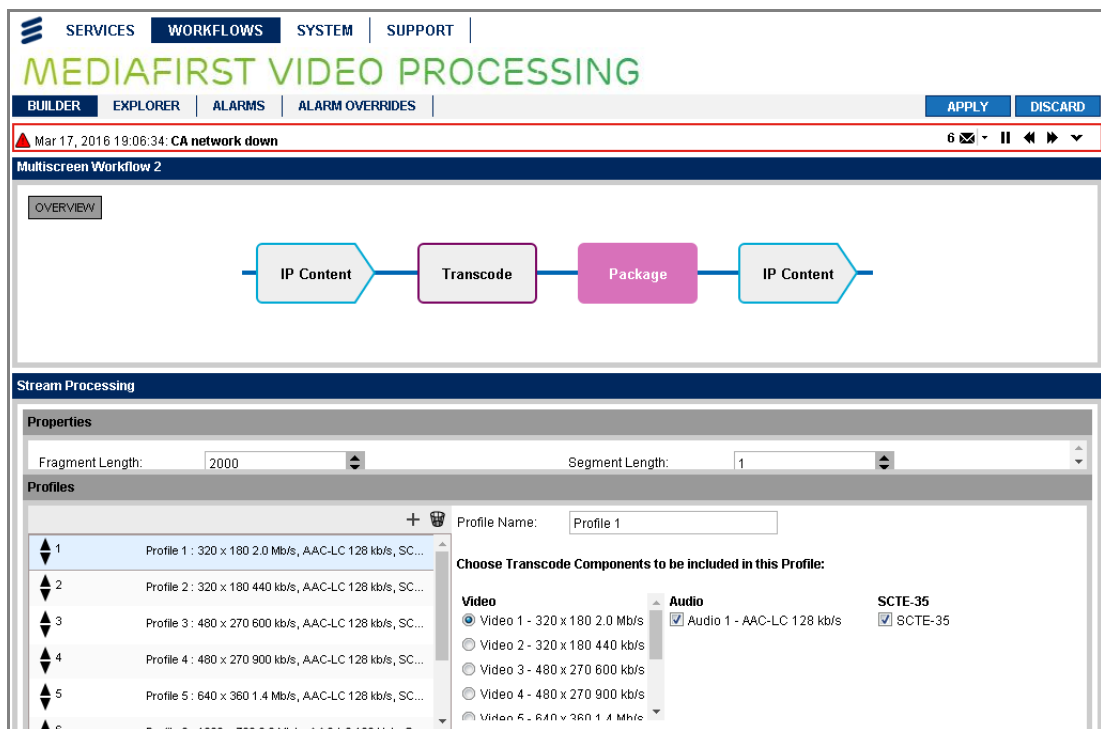 SERVICES WORKFLOWS SYSTEM SUPPORT
MEDIAFIRST VIDEO PROCESSING
BUILDER EXPLORER ALARMS ALARM OVERRIDES APPLY DISCARD
Mar 17, 2016 19:06:34: CA network down 6
Multiscreen Workflow 2
OVERVIEW
IP Content Transcode Package IP Content
Stream Processing
Properties
Fragment Length: 2000 Segment Length: 1
Profiles
Profile Name: Profile 1
1 Profile 1 : 320 x 180 2.0 Mb/s, AAC-LC 128 kb/s, SC...
2 Profile 2 : 320 x 180 440 kb/s, AAC-LC 128 kb/s, SC...
3 Profile 3 : 480 x 270 600 kb/s, AAC-LC 128 kb/s, SC...
4 Profile 4 : 480 x 270 900 kb/s, AAC-LC 128 kb/s, SC...
5 Profile 5 : 640 x 360 1.4 Mb/s, AAC-LC 128 kb/s, SC...
Choose Transcode Components to be included in this Profile:
Video Audio SCTE-35
Video 1 - 320 x 180 2.0 Mb/s Audio 1 - AAC-LC 128 kb/s SCTE-35
Video 2 - 320 x 180 440 kb/s
Video 3 - 480 x 270 600 kb/s
Video 4 - 480 x 270 900 kb/s
Video 5 - 640 x 360 1.4 Mb/s